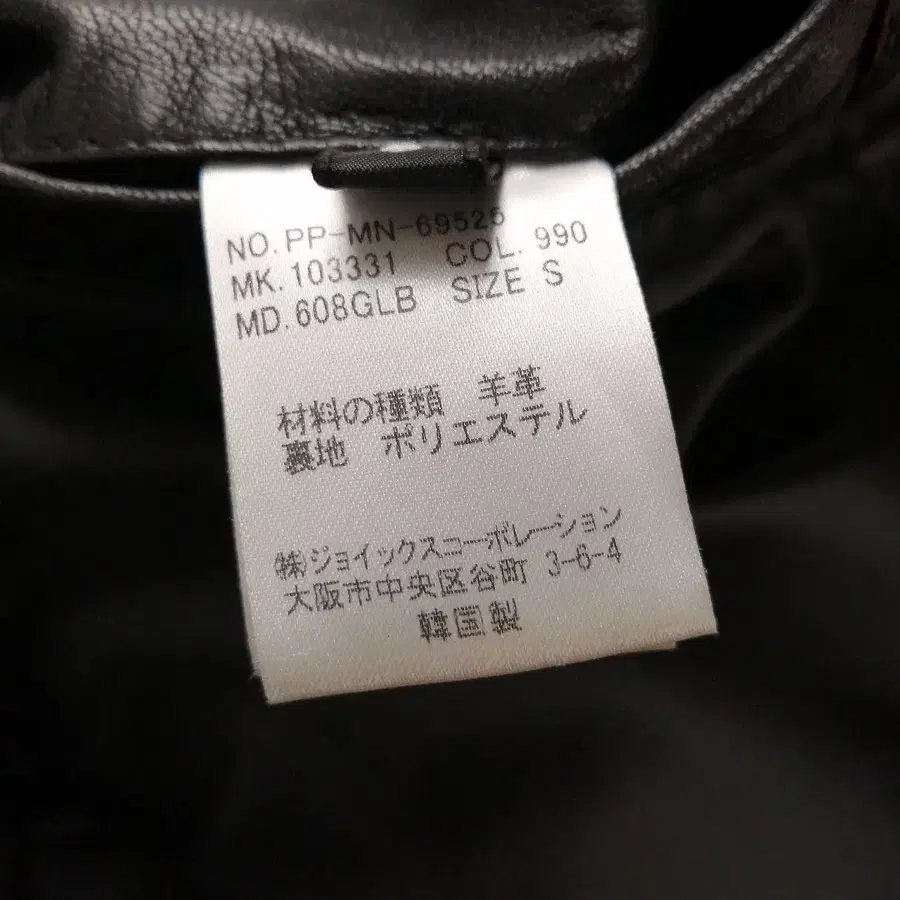 NO. PP-MN-69525
MK. 103331 COL. 990
MD. 608GLB SIZE S
材料の種類 羊革
裏地 ポリエステル
㈱ジョイックスコーポレーション
大阪市中央区谷町 3-6-4
韓国製